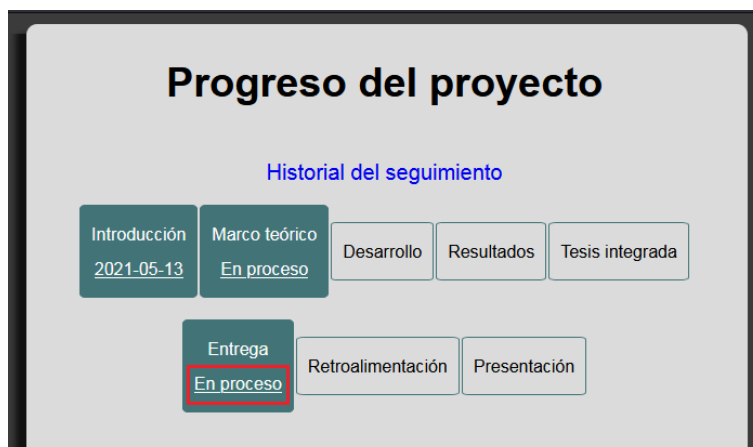 Progreso del proyecto
Historial del seguimiento
Introducción
2021-05-13
Marco teórico
En proceso
Desarrollo
Resultados
Tesis integrada
Entrega
En proceso
Retroalimentación
Presentación